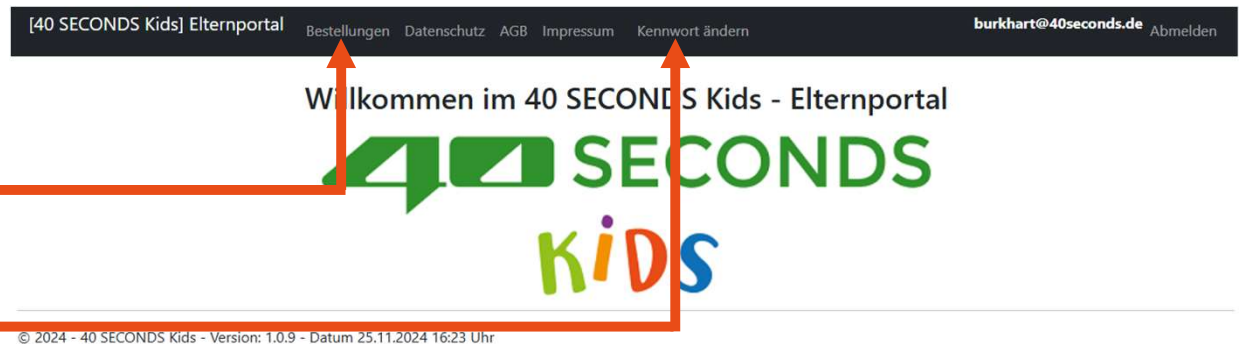 [40 SECONDS Kids] Elternportal Bestellungen Datenschutz AGB Impressum Kennwort ändern burkhart@40seconds.de Abmelden
Willkommen im 40 SECONDS Kids - Elternportal
40 SECONDS
KiDS
© 2024 - 40 SECONDS Kids - Version: 1.0.9 - Datum 25.11.2024 16:23 Uhr